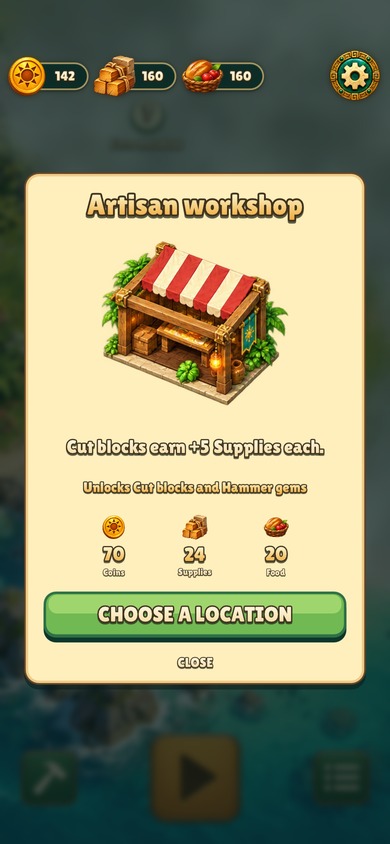 142
160
160
Artisan workshop
Cut blocks earn +5 Supplies each.
Unlocks Cut blocks and Hammer gems
70
24
20
Coins
Supplies
Food
CHOOSE A LOCATION
CLOSE